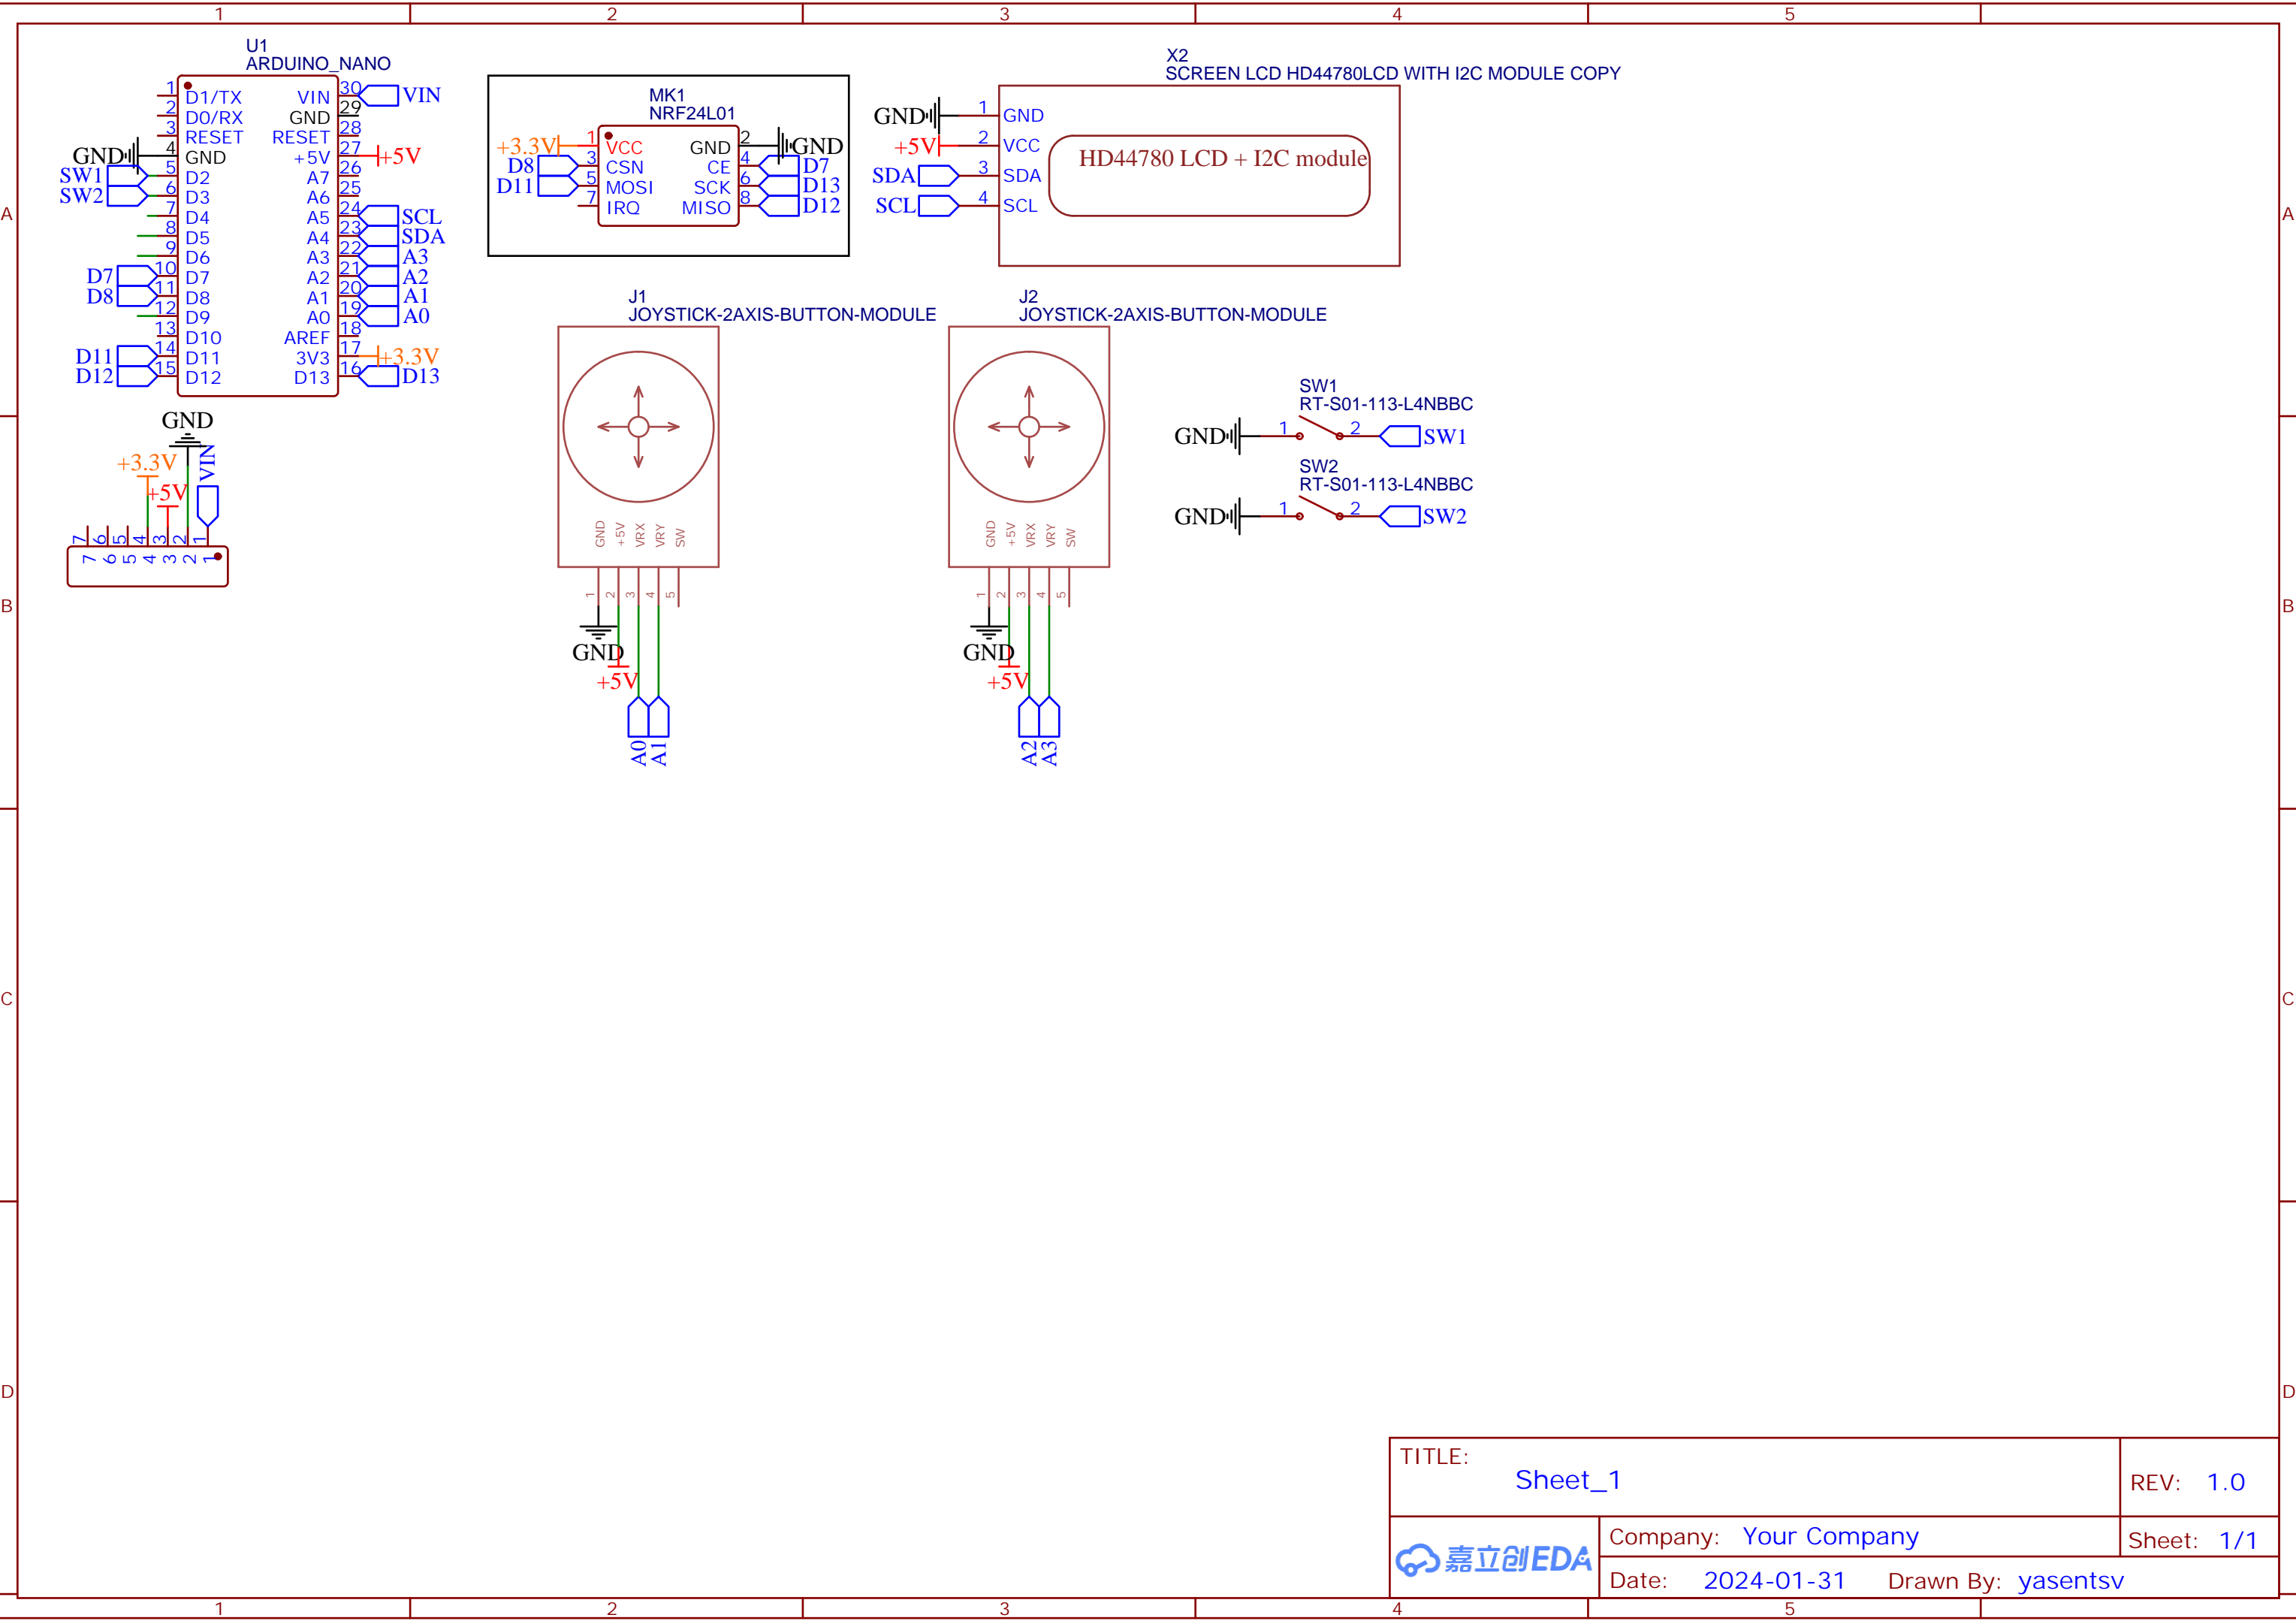 1 2 3 4 5
A
B
C
D
A
B
C
D
U1
ARDUINO_NANO
1 D1/TX VIN 30 VIN
2 D0/RX GND 29
3 RESET RESET 28
GND 4 GND +5V 27 +5V
SW1 5 D2 A7 26
SW2 6 D3 A6 25
7 D4 A5 24 SCL
8 D5 A4 23 SDA
9 D6 A3 22 A3
D7 10 D7 A2 21 A2
D8 11 D8 A1 20 A1
12 D9 A0 19 A0
13 D10 AREF 18
D11 14 D11 3V3 17 +3.3V
D12 15 D12 D13 16 D13
MK1
NRF24L01
+3.3V 1 VCC GND 2 GND
D8 3 CSN CE 4 D7
D11 5 MOSI SCK 6 D13
7 IRQ MISO 8 D12
X2
SCREEN LCD HD44780LCD WITH I2C MODULE COPY
GND 1 GND
+5V 2 VCC
SDA 3 SDA
SCL 4 SCL
HD44780 LCD + I2C module
GND
+3.3V
+5V
VIN
7 6 5 4 3 2 1
7 6 5 4 3 2 1
J1
JOYSTICK-2AXIS-BUTTON-MODULE
GND +5V VRX VRY SW
1 2 3 4 5
GND
+5V
A0 A1
J2
JOYSTICK-2AXIS-BUTTON-MODULE
GND +5V VRX VRY SW
1 2 3 4 5
GND
+5V
A2 A3
SW1
RT-S01-113-L4NBBC
GND 1 2 SW1
SW2
RT-S01-113-L4NBBC
GND 1 2 SW2
TITLE:
Sheet_1
REV: 1.0
嘉立创EDA
Company: Your Company
Sheet: 1/1
Date: 2024-01-31 Drawn By: yasentsv
1 2 3 4 5